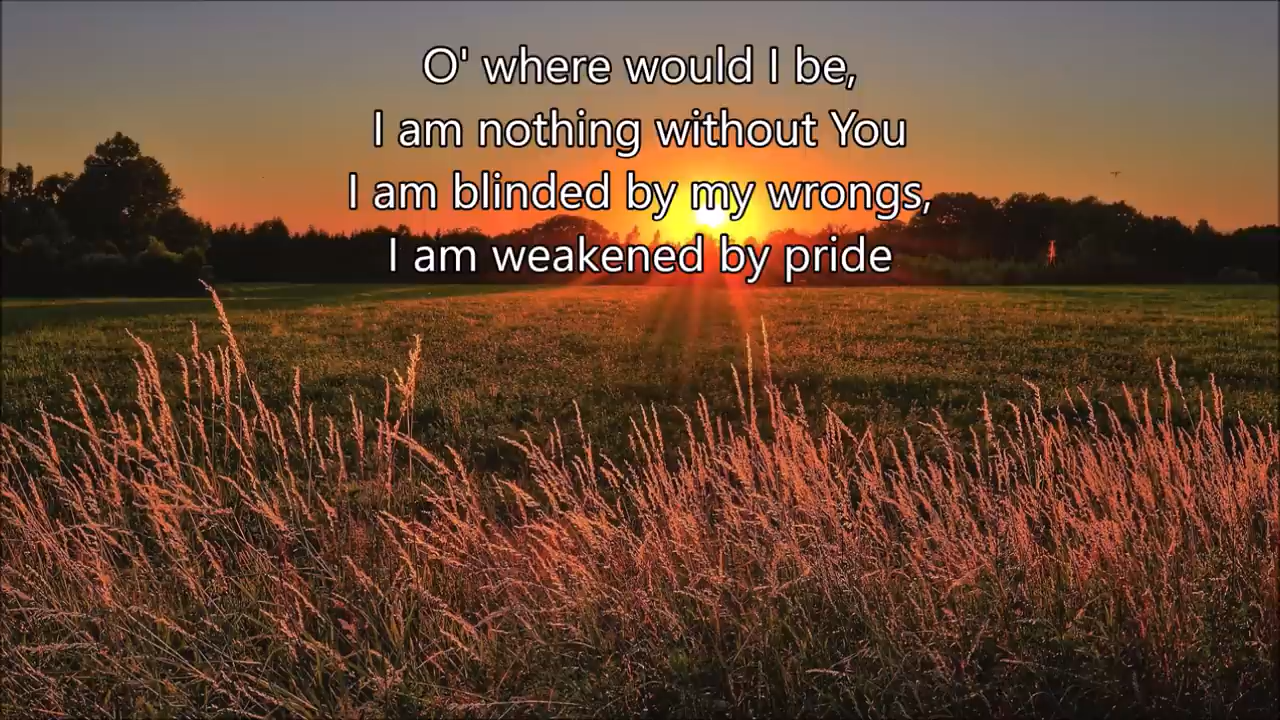 O' where would I be,
I am nothing without You
I am blinded by my wrongs,
I am weakened by pride